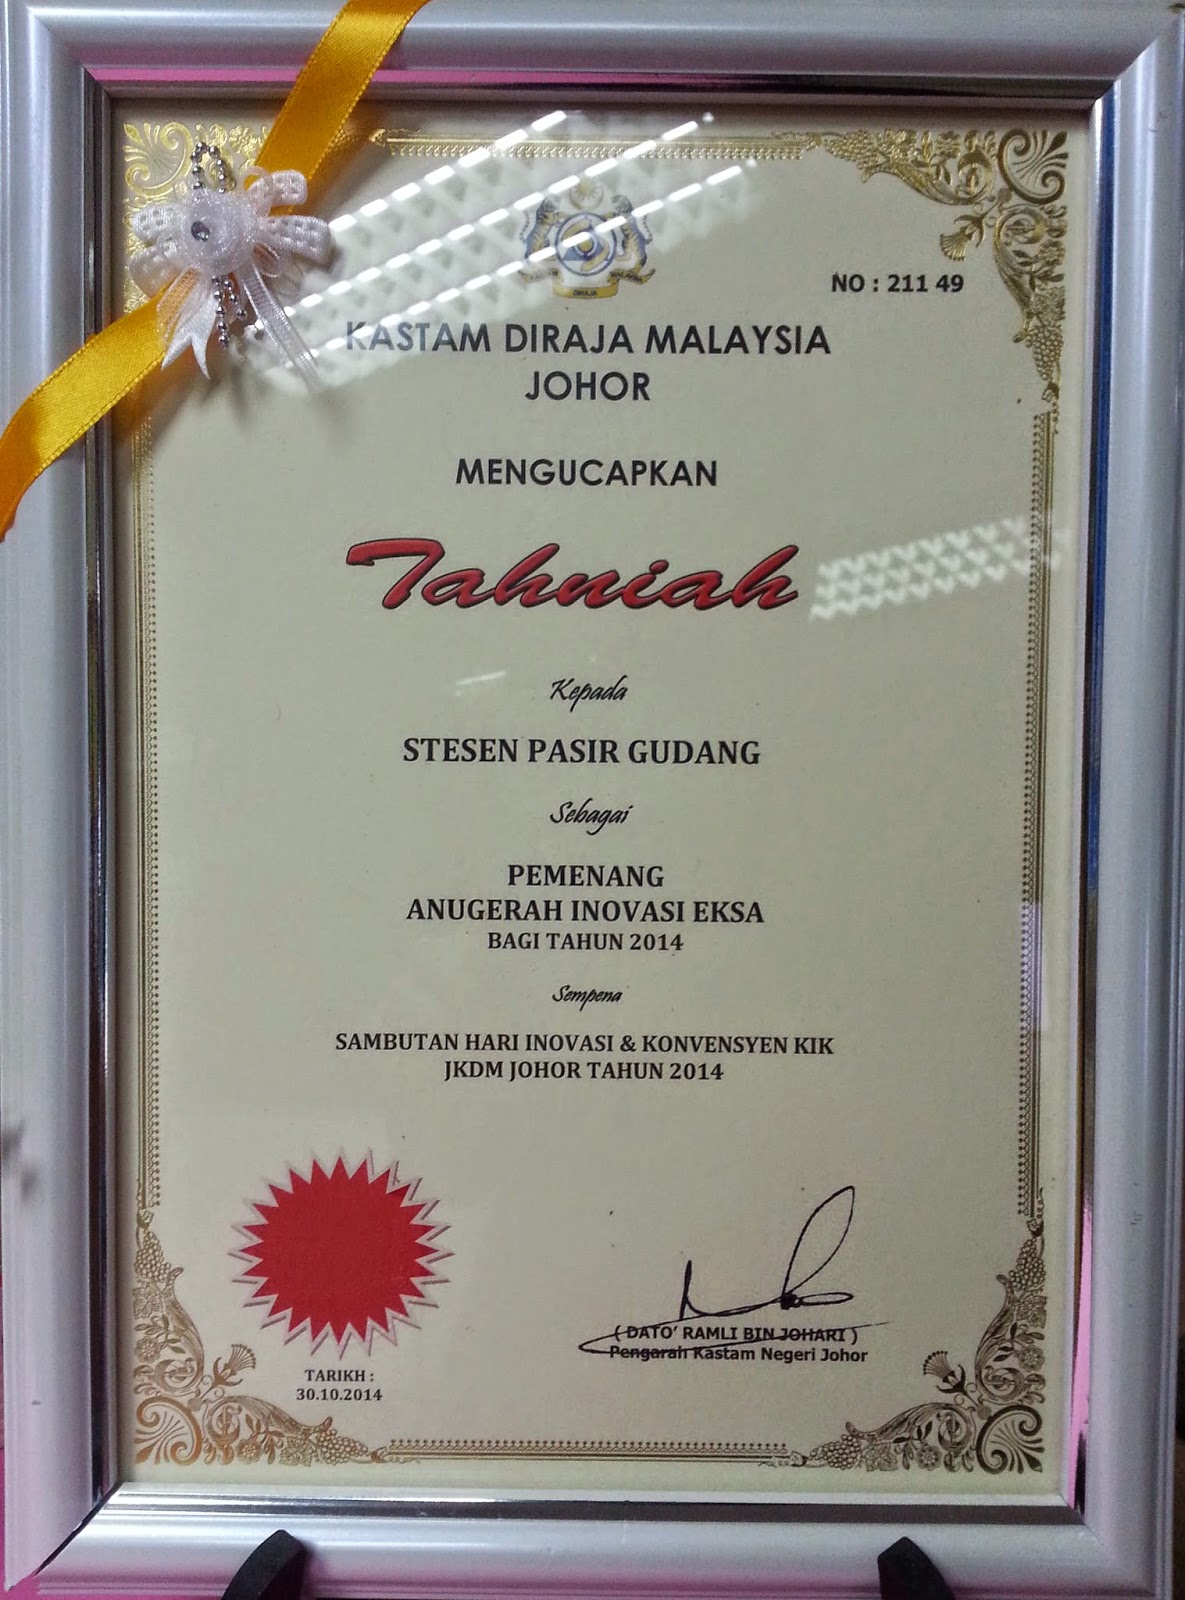 DIRAJA
NO : 211 49
KASTAM DIRAJA MALAYSIA
JOHOR
MENGUCAPKAN
Tahniah
Kepada
STESEN PASIR GUDANG
Sebagai
PEMENANG
ANUGERAH INOVASI EKSA
BAGI TAHUN 2014
Sempena
SAMBUTAN HARI INOVASI & KONVENSYEN KIK
JKDM JOHOR TAHUN 2014
( DATO' RAMLI BIN JOHARI )
Pengarah Kastam Negeri Johor
TARIKH :
30.10.2014